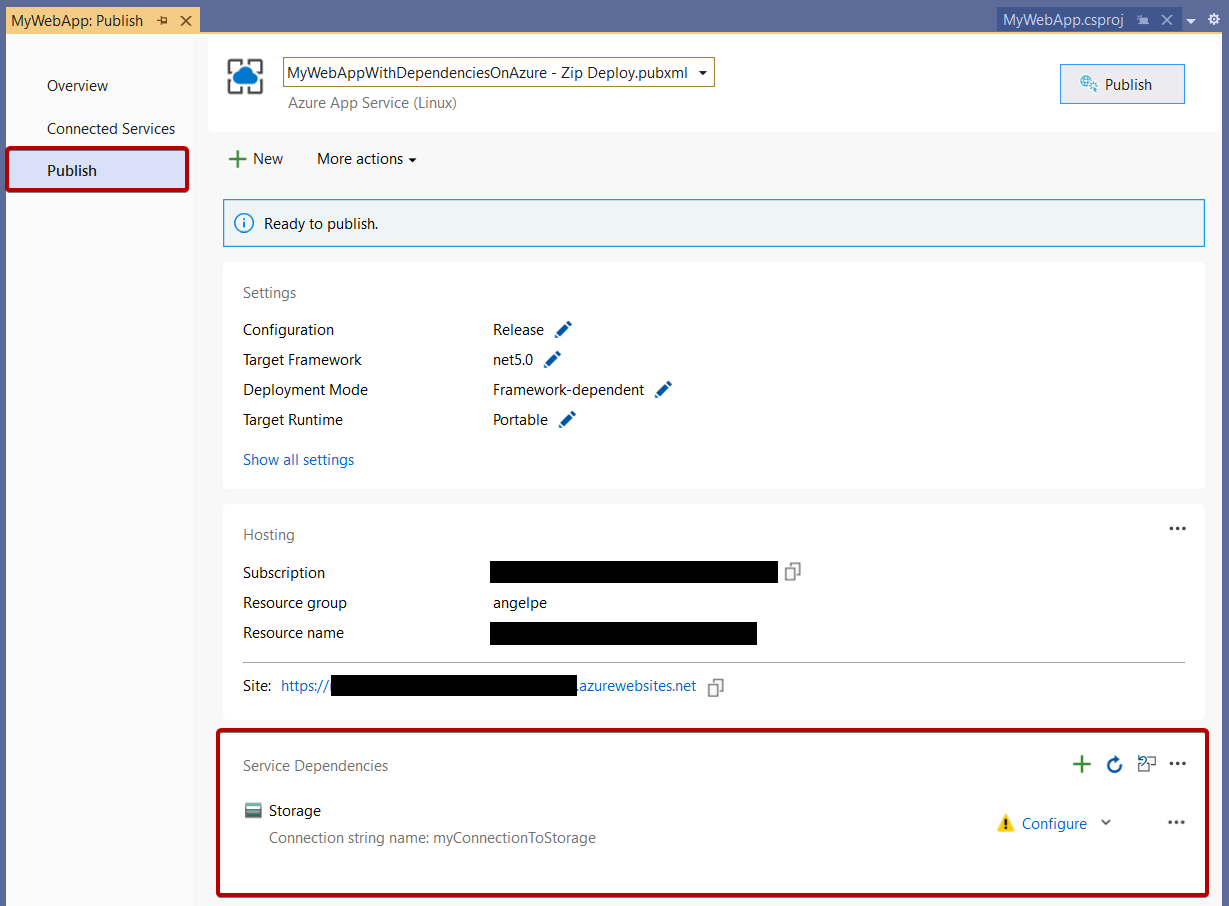 MyWebApp: Publish
MyWebApp.csproj
Overview
Connected Services
Publish
MyWebAppWithDependenciesOnAzure - Zip Deploy.pubxml
Azure App Service (Linux)
Publish
New More actions
Ready to publish.
Settings
Configuration Release
Target Framework net5.0
Deployment Mode Framework-dependent
Target Runtime Portable
Show all settings
Hosting
Subscription
Resource group angelpe
Resource name
Site: https:// .azurewebsites.net
Service Dependencies
Storage
Connection string name: myConnectionToStorage
Configure